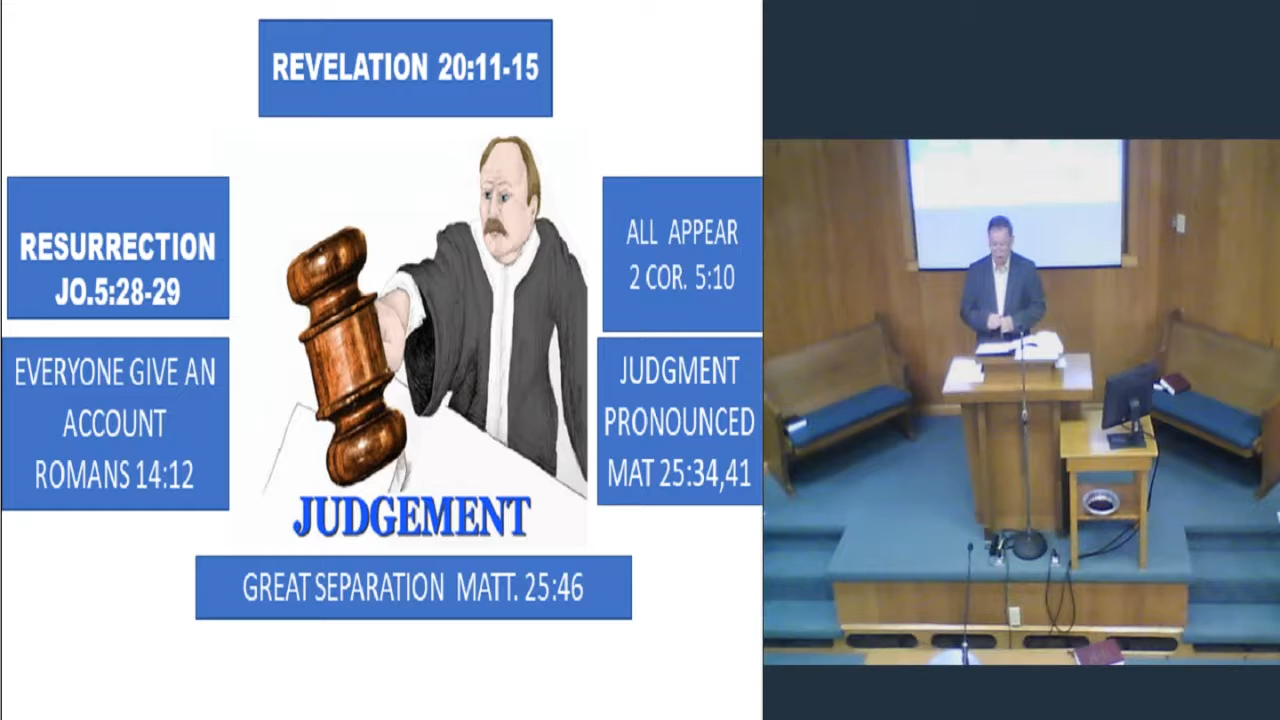 REVELATION 20:11-15
RESURRECTION
JO.5:28-29
ALL APPEAR
2 COR. 5:10
EVERYONE GIVE AN
ACCOUNT
ROMANS 14:12
JUDGMENT
PRONOUNCED
MAT 25:34,41
JUDGEMENT
GREAT SEPARATION MATT. 25:46